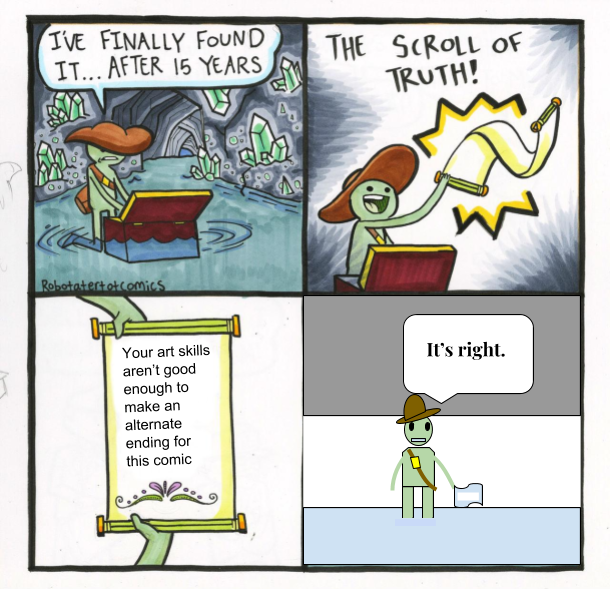 I'VE FINALLY FOUND
IT... AFTER 15 YEARS
THE SCROLL OF
TRUTH!
Robotatertotcomics
Your art skills
aren't good
enough to
make an
alternate
ending for
this comic
It's right.